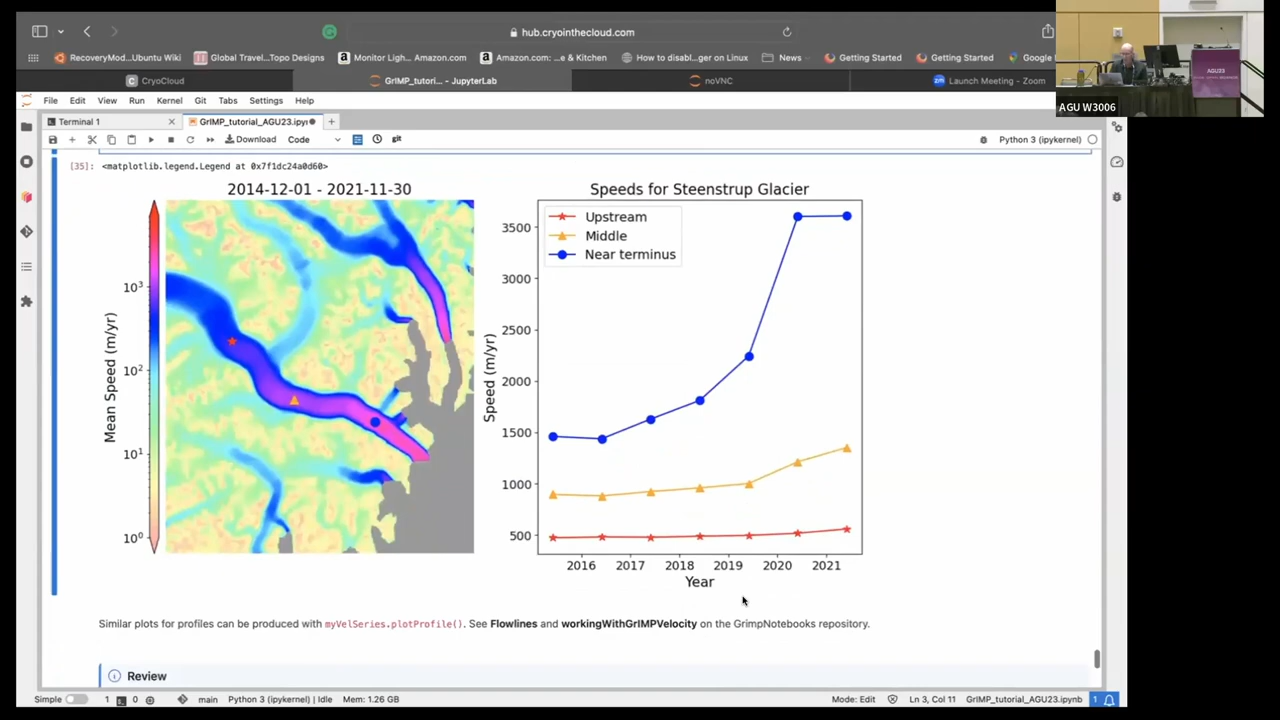 hub.cryointhecloud.com
RecoveryMod...Ubuntu Wiki
Global Travel...Topo Designs
Monitor Ligh... Amazon.com
Amazon.com: ...e & Kitchen
How to disabl...ger on Linux
News
Getting Started
Getting Started
Google
CryoCloud
GrIMP_tutori... - JupyterLab
noVNC
Launch Meeting - Zoom
AGU23
AGU W3006
File Edit View Run Kernel Git Tabs Settings Help
Terminal 1
GrIMP_tutorial_AGU23.ipyn
Download
Code
git
Python 3 (ipykernel)
[35]: <matplotlib.legend.Legend at 0x7f1dc24a0d60>
2014-12-01 - 2021-11-30
Mean Speed (m/yr)
10³
10²
10¹
10⁰
Speeds for Steenstrup Glacier
Upstream
Middle
Near terminus
Speed (m/yr)
3500
3000
2500
2000
1500
1000
500
2016 2017 2018 2019 2020 2021
Year
Similar plots for profiles can be produced with myVelSeries.plotProfile(). See Flowlines and workingWithGrIMPVelocity on the GrimpNotebooks repository.
Review
Simple 1 0 main Python 3 (ipykernel) | Idle Mem: 1.26 GB Mode: Edit Ln 3, Col 11 GrIMP_tutorial_AGU23.ipynb 1